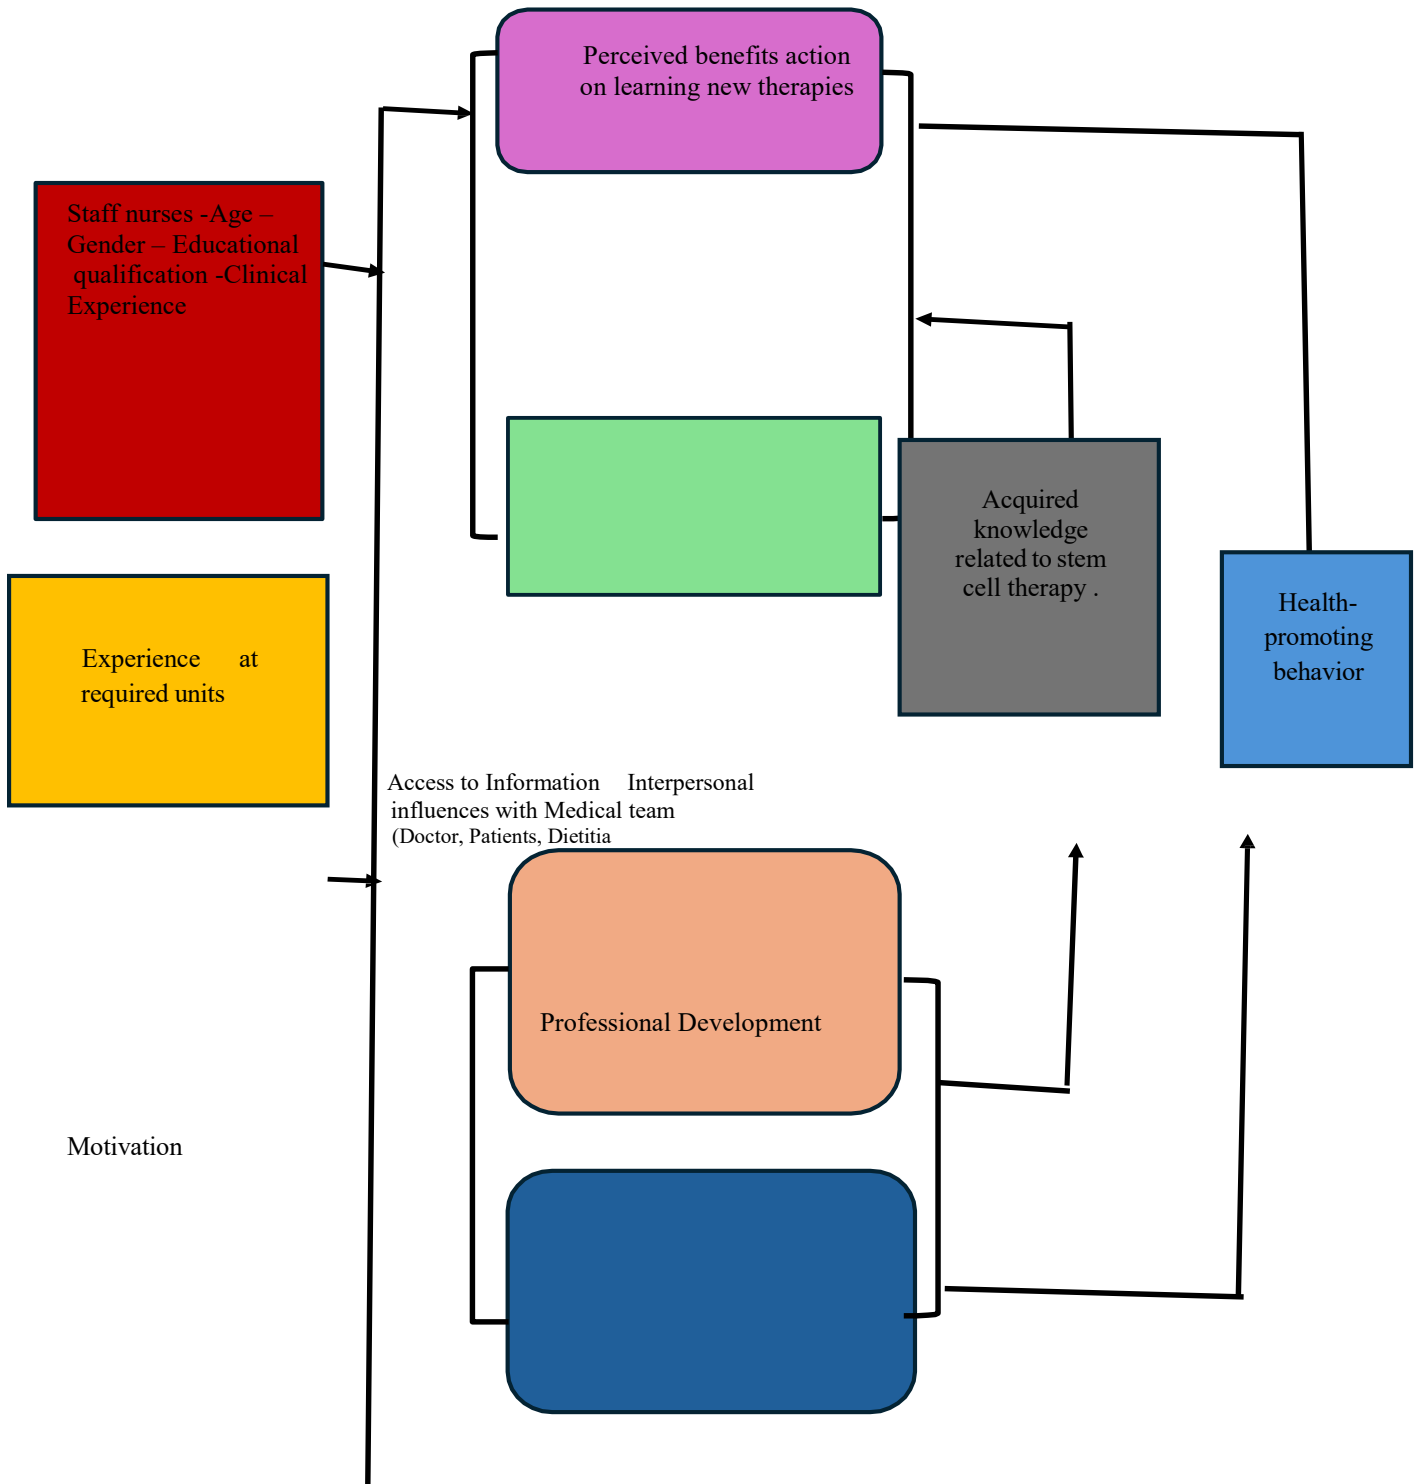 Perceived benefits action
on learning new therapies
Staff nurses -Age –
Gender – Educational
qualification -Clinical
Experience
Acquired
knowledge
related to stem
cell therapy .
Health-
promoting
behavior
Experience at
required units
Access to Information Interpersonal
influences with Medical team
(Doctor, Patients, Dietitia
Professional Development
Motivation